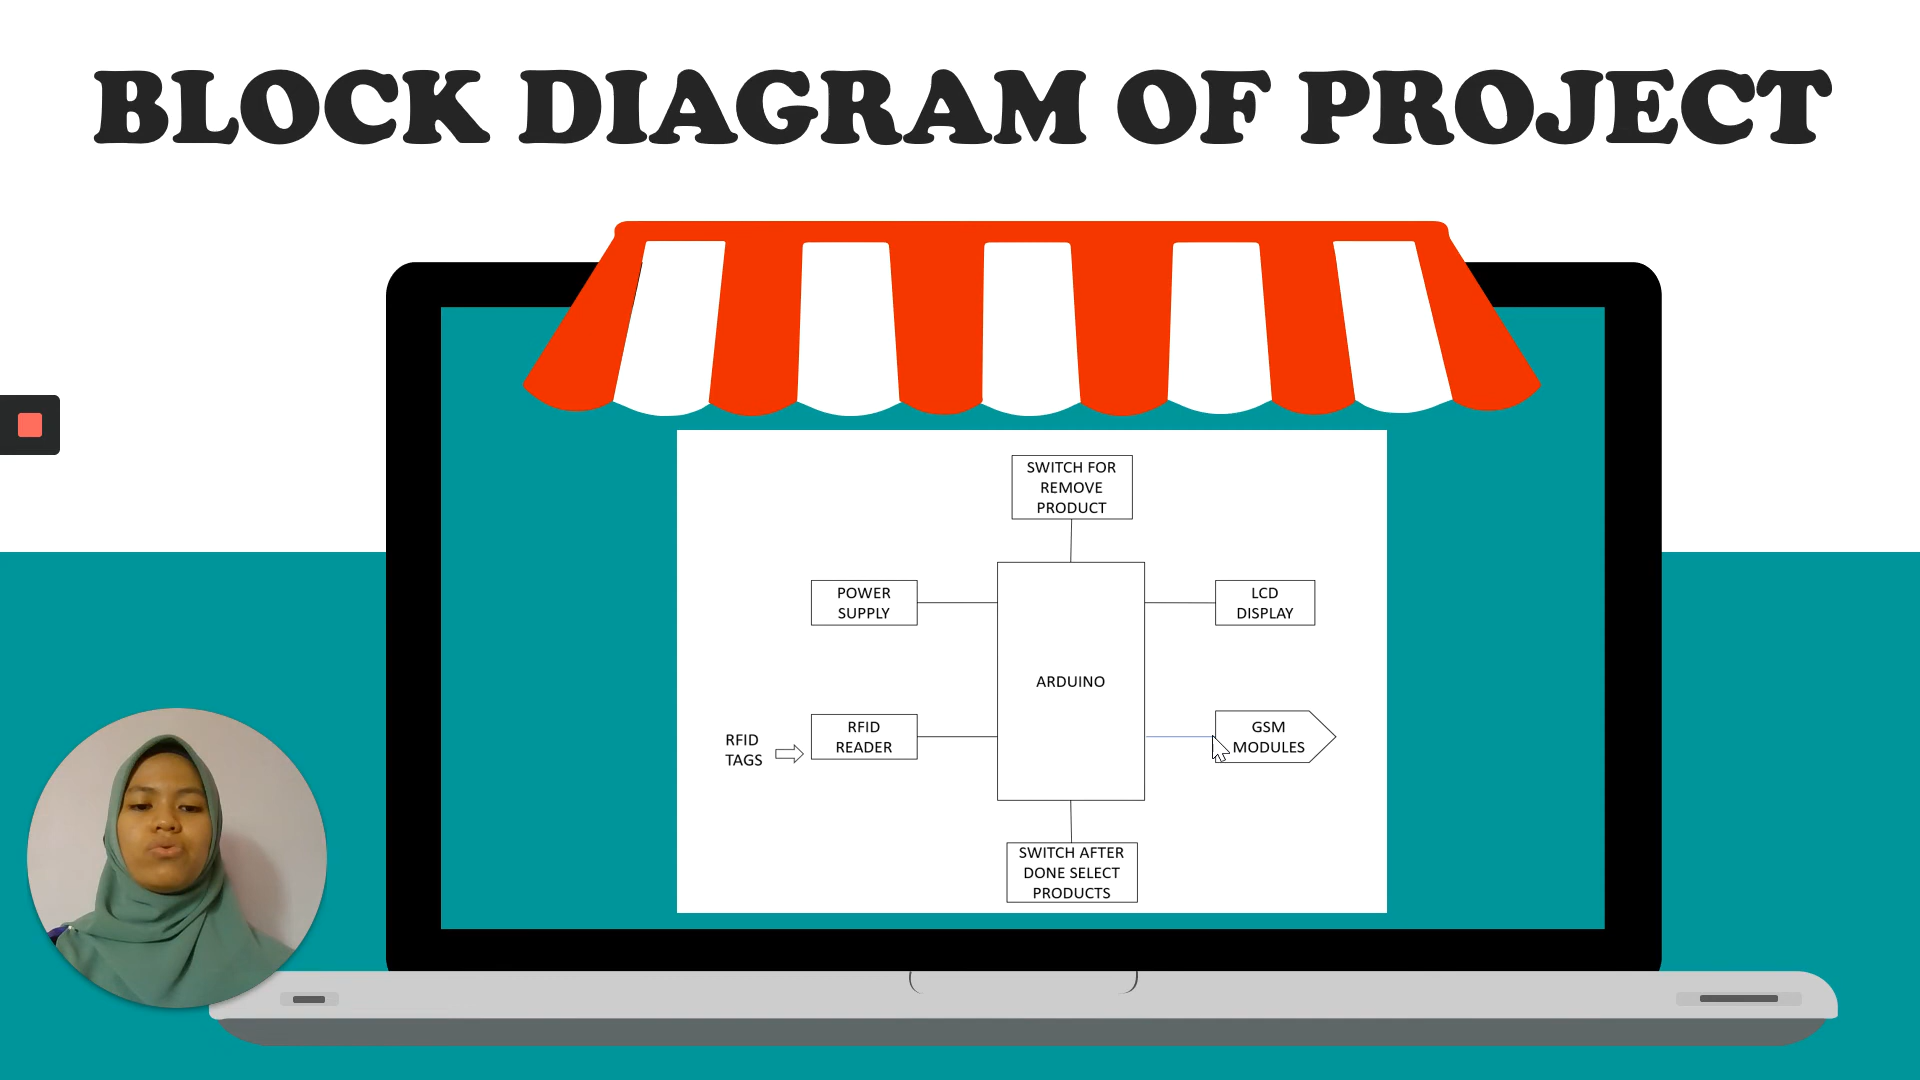 BLOCK DIAGRAM OF PROJECT
SWITCH FOR
REMOVE
PRODUCT
POWER
SUPPLY
LCD
DISPLAY
ARDUINO
RFID
TAGS
RFID
READER
GSM
MODULES
SWITCH AFTER
DONE SELECT
PRODUCTS